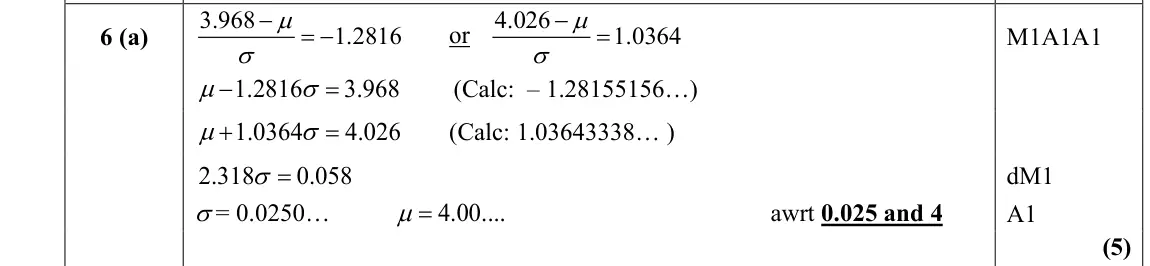 6 (a) (3.968 − μ)/σ = −1.2816 or (4.026 − μ)/σ = 1.0364 M1A1A1
μ − 1.2816σ = 3.968 (Calc: – 1.28155156…)
μ + 1.0364σ = 4.026 (Calc: 1.03643338… )
2.318σ = 0.058 dM1
σ = 0.0250… μ = 4.00.... awrt 0.025 and 4 A1
(5)